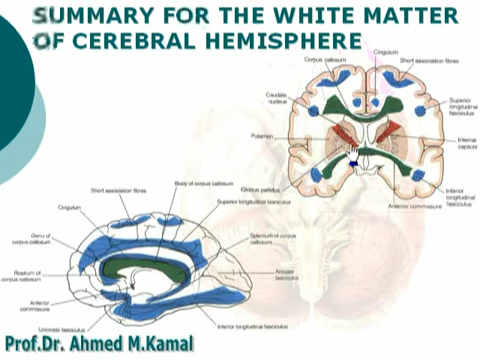 SUMMARY FOR THE WHITE MATTER
OF CEREBRAL HEMISPHERE
Cingulum
Corpus callosum
Short association fibres
Caudate
nucleus
Superior
longitudinal
fasciculus
Putamen
Internal
capsule
Globus pallidus
Inferior
longitudinal
fasciculus
Anterior commissure
Body of corpus callosum
Short association fibres
Superior longitudinal fasciculus
Cingulum
Genu of
corpus callosum
Splenium of corpus
callosum
Rostrum of
corpus callosum
Arcuate
fasciculus
Anterior
commissure
Uncinate fasciculus
Inferior longitudinal fasciculus
Prof.Dr. Ahmed M.Kamal